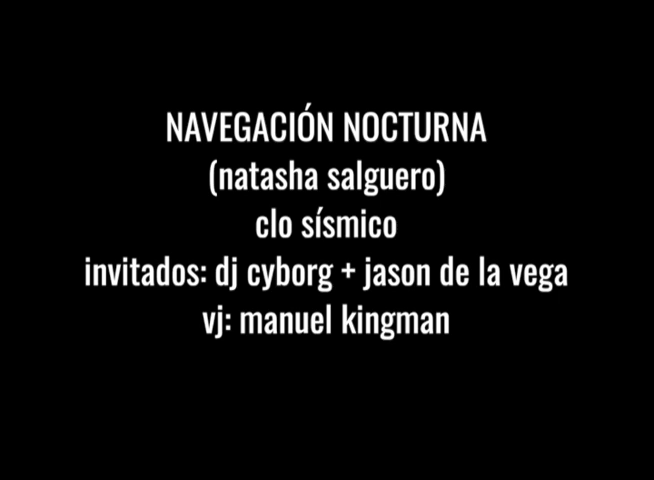 NAVEGACIÓN NOCTURNA
(natasha salguero)
clo sísmico
invitados: dj cyborg + jason de la vega
vj: manuel kingman